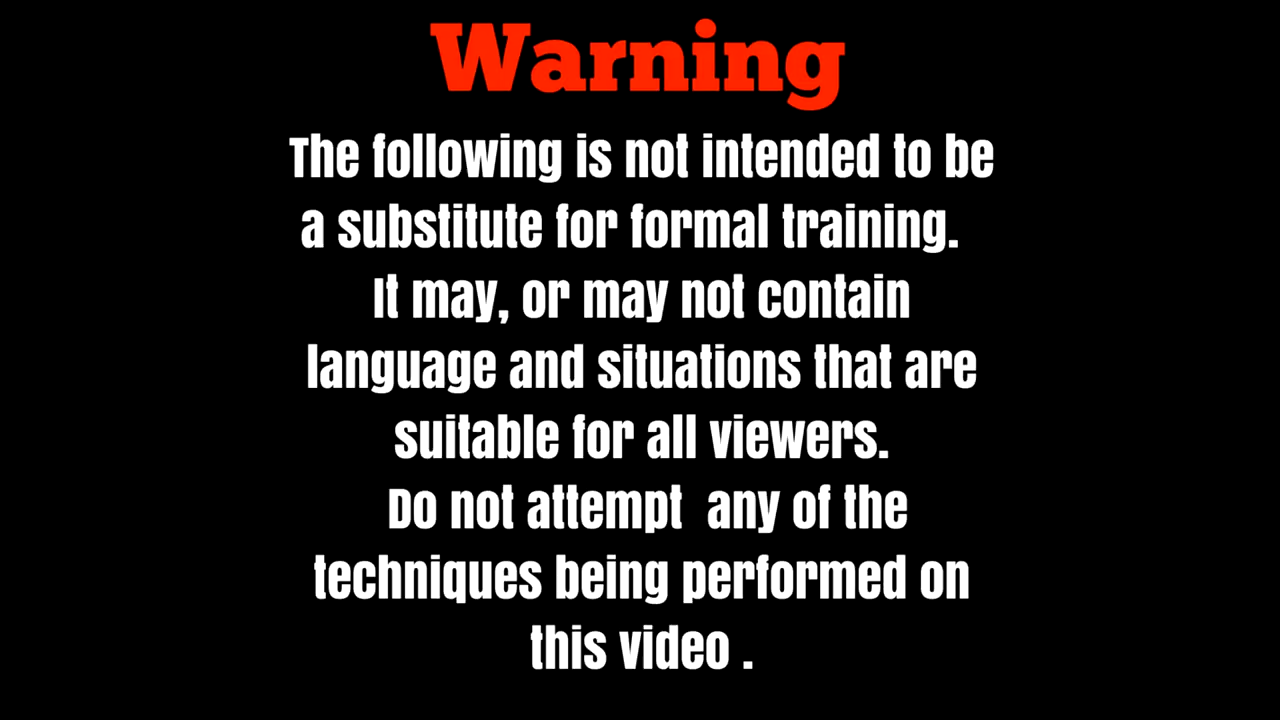 Warning
The following is not intended to be
a substitute for formal training.
It may, or may not contain
language and situations that are
suitable for all viewers.
Do not attempt  any of the
techniques being performed on
this video .